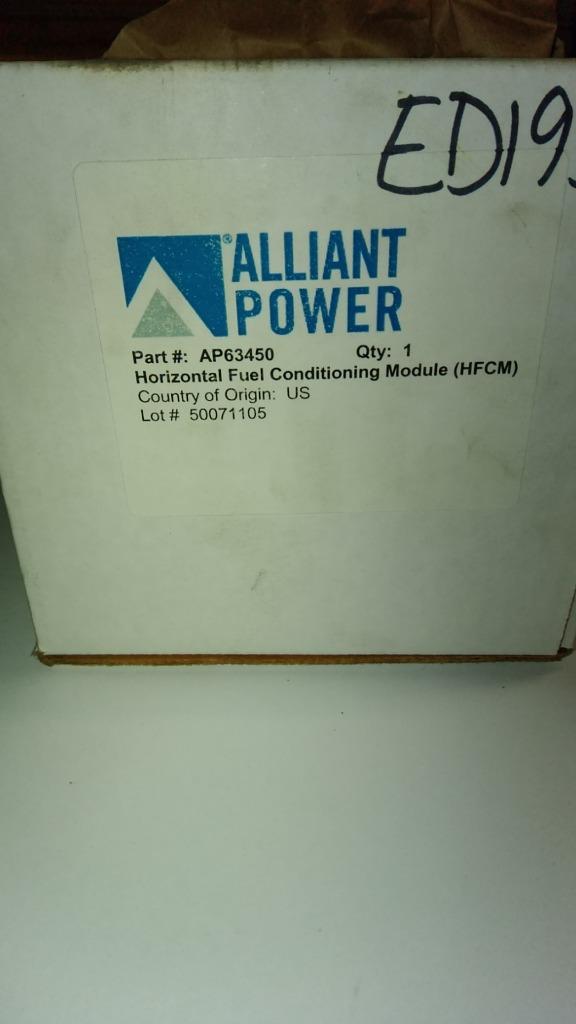 ED19
ALLIANT
POWER
Part #: AP63450 Qty: 1
Horizontal Fuel Conditioning Module (HFCM)
Country of Origin: US
Lot # 50071105